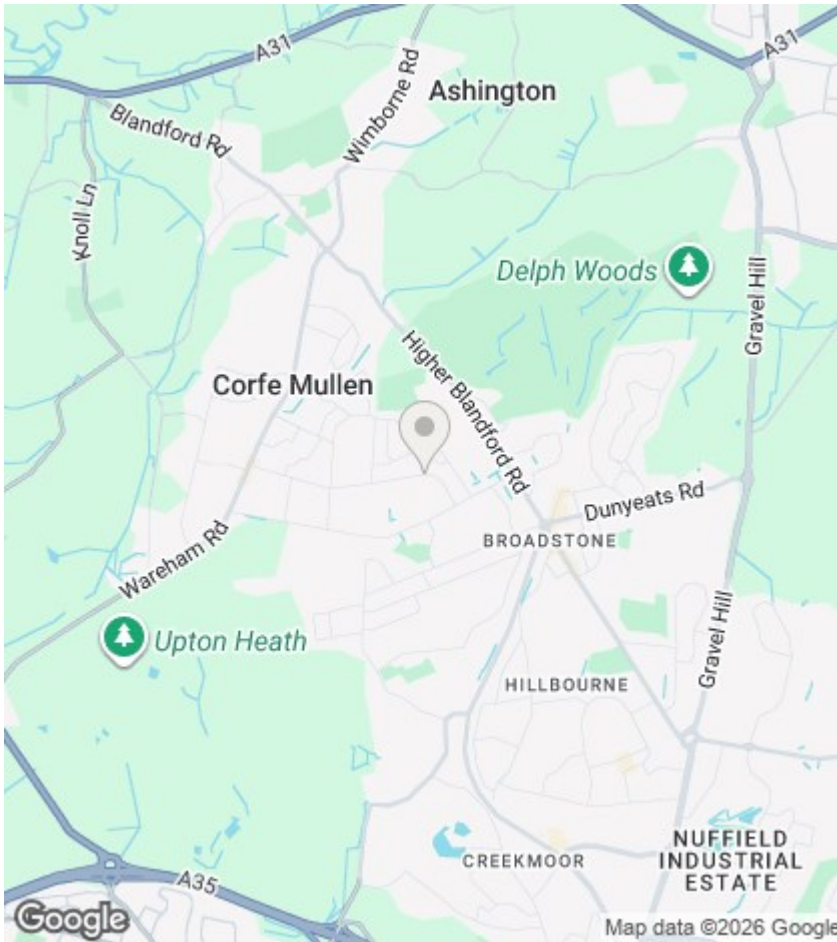 A31
A31
Wimborne Rd
Ashington
Blandford Rd
Knoll Ln
Delph Woods
Gravel Hill
Higher Blandford Rd
Corfe Mullen
Dunyeats Rd
BROADSTONE
Wareham Rd
Gravel Hill
Upton Heath
HILLBOURNE
NUFFIELD
INDUSTRIAL
ESTATE
CREEKMOOR
A35
Google
Map data ©2026 Google